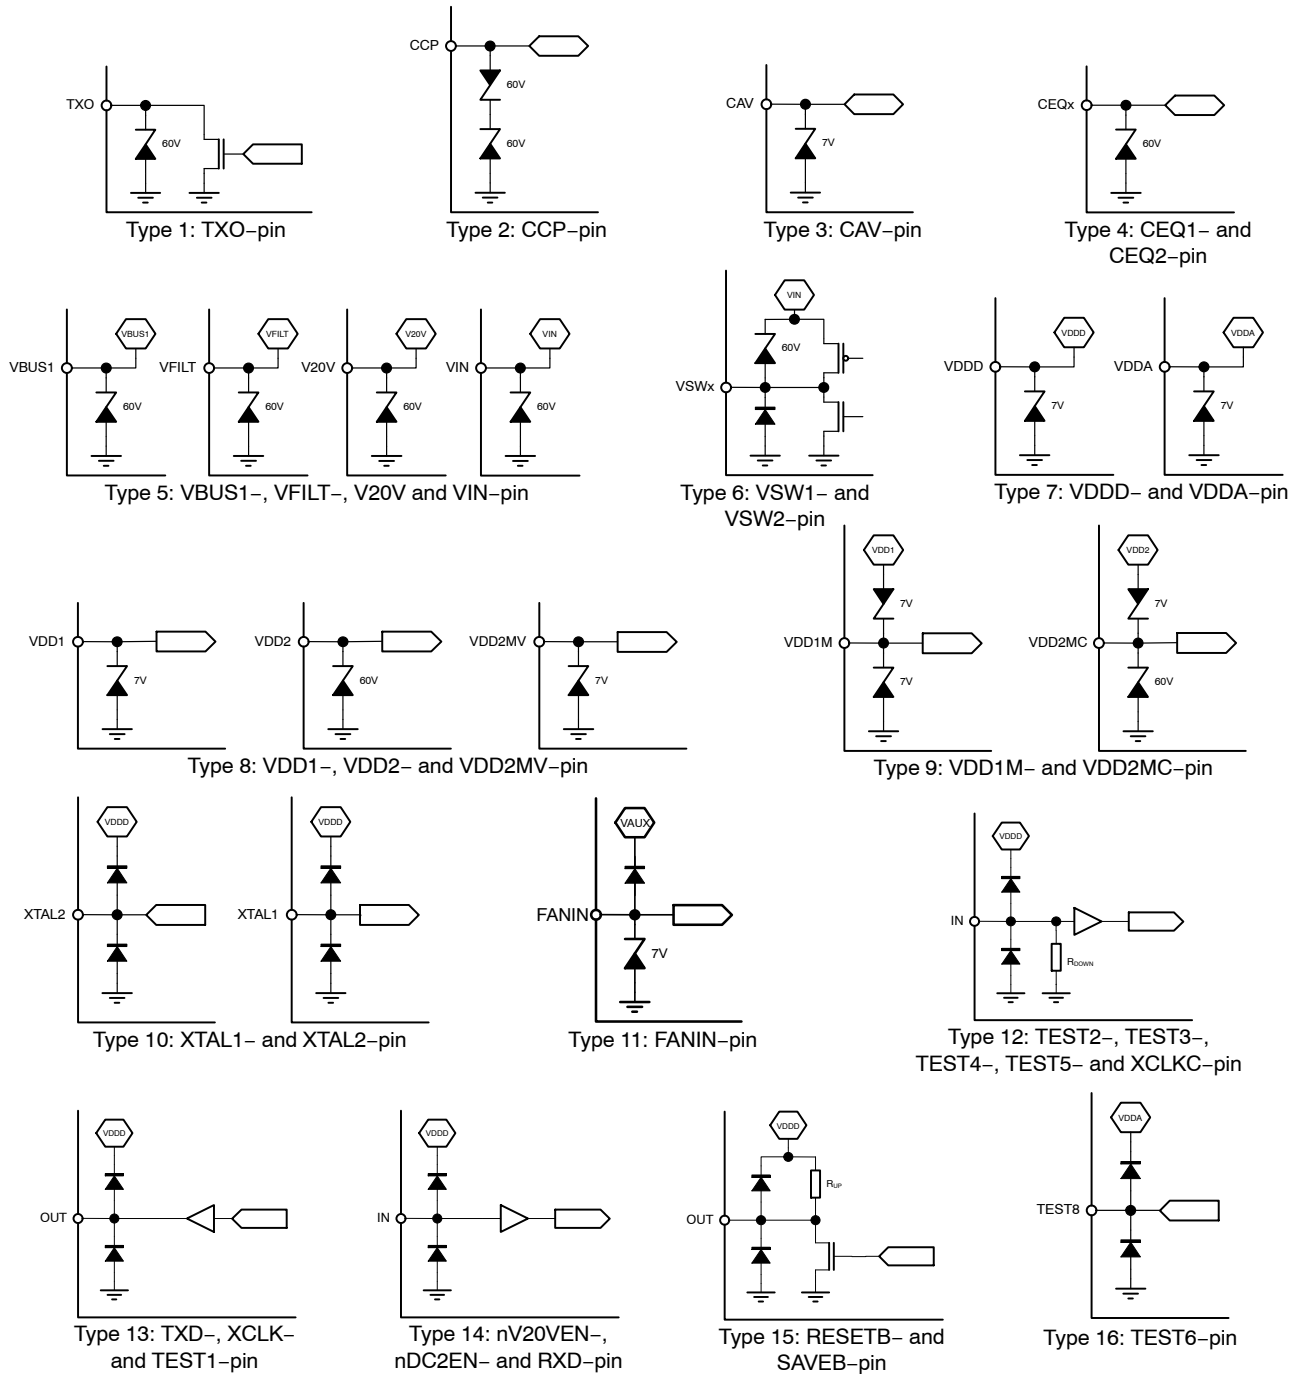 TXO
60V
Type 1: TXO–pin
CCP
60V
60V
Type 2: CCP–pin
CAV
7V
Type 3: CAV–pin
CEQx
60V
Type 4: CEQ1– and
CEQ2–pin
VBUS1
VBUS1
60V
VFILT
VFILT
60V
V20V
V20V
60V
VIN
VIN
60V
Type 5: VBUS1–, VFILT–, V20V and VIN–pin
VIN
60V
VSWx
Type 6: VSW1– and
VSW2–pin
VDDD
VDDD
7V
VDDA
VDDA
7V
Type 7: VDDD– and VDDA–pin
VDD1
7V
VDD2
60V
VDD2MV
7V
Type 8: VDD1–, VDD2– and VDD2MV–pin
VDD1
7V
VDD1M
7V
VDD2
7V
VDD2MC
60V
Type 9: VDD1M– and VDD2MC–pin
VDDD
XTAL2
VDDD
XTAL1
Type 10: XTAL1– and XTAL2–pin
VAUX
FANIN
7V
Type 11: FANIN–pin
VDDD
IN
RDOWN
Type 12: TEST2–, TEST3–,
TEST4–, TEST5– and XCLKC–pin
VDDD
OUT
Type 13: TXD–, XCLK–
and TEST1–pin
VDDD
IN
Type 14: nV20VEN–,
nDC2EN– and RXD–pin
VDDD
RUP
OUT
Type 15: RESETB– and
SAVEB–pin
VDDA
TEST8
Type 16: TEST6–pin